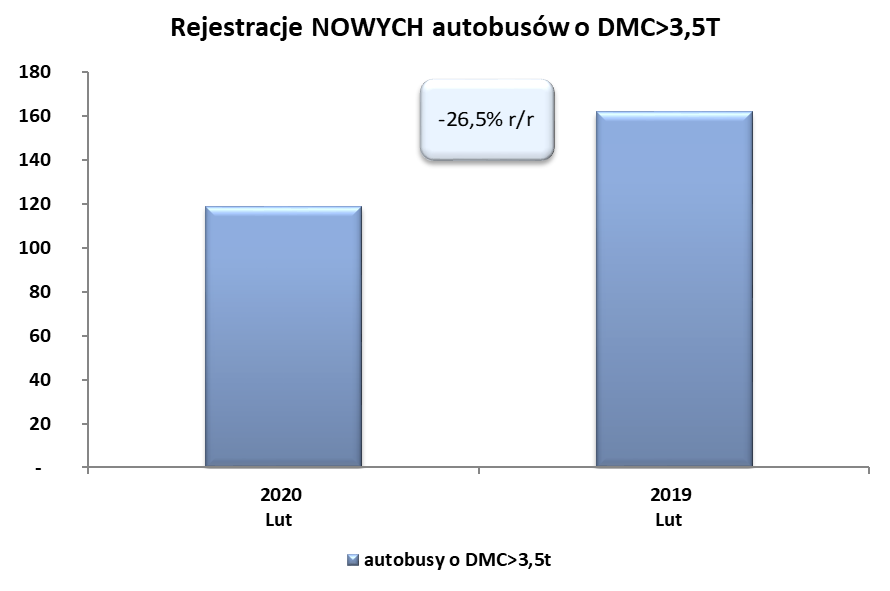 Rejestracje NOWYCH autobusów o DMC>3,5T
180
160
140
120
100
80
60
40
20
-
-26,5% r/r
2020
Lut
2019
Lut
autobusy o DMC>3,5t